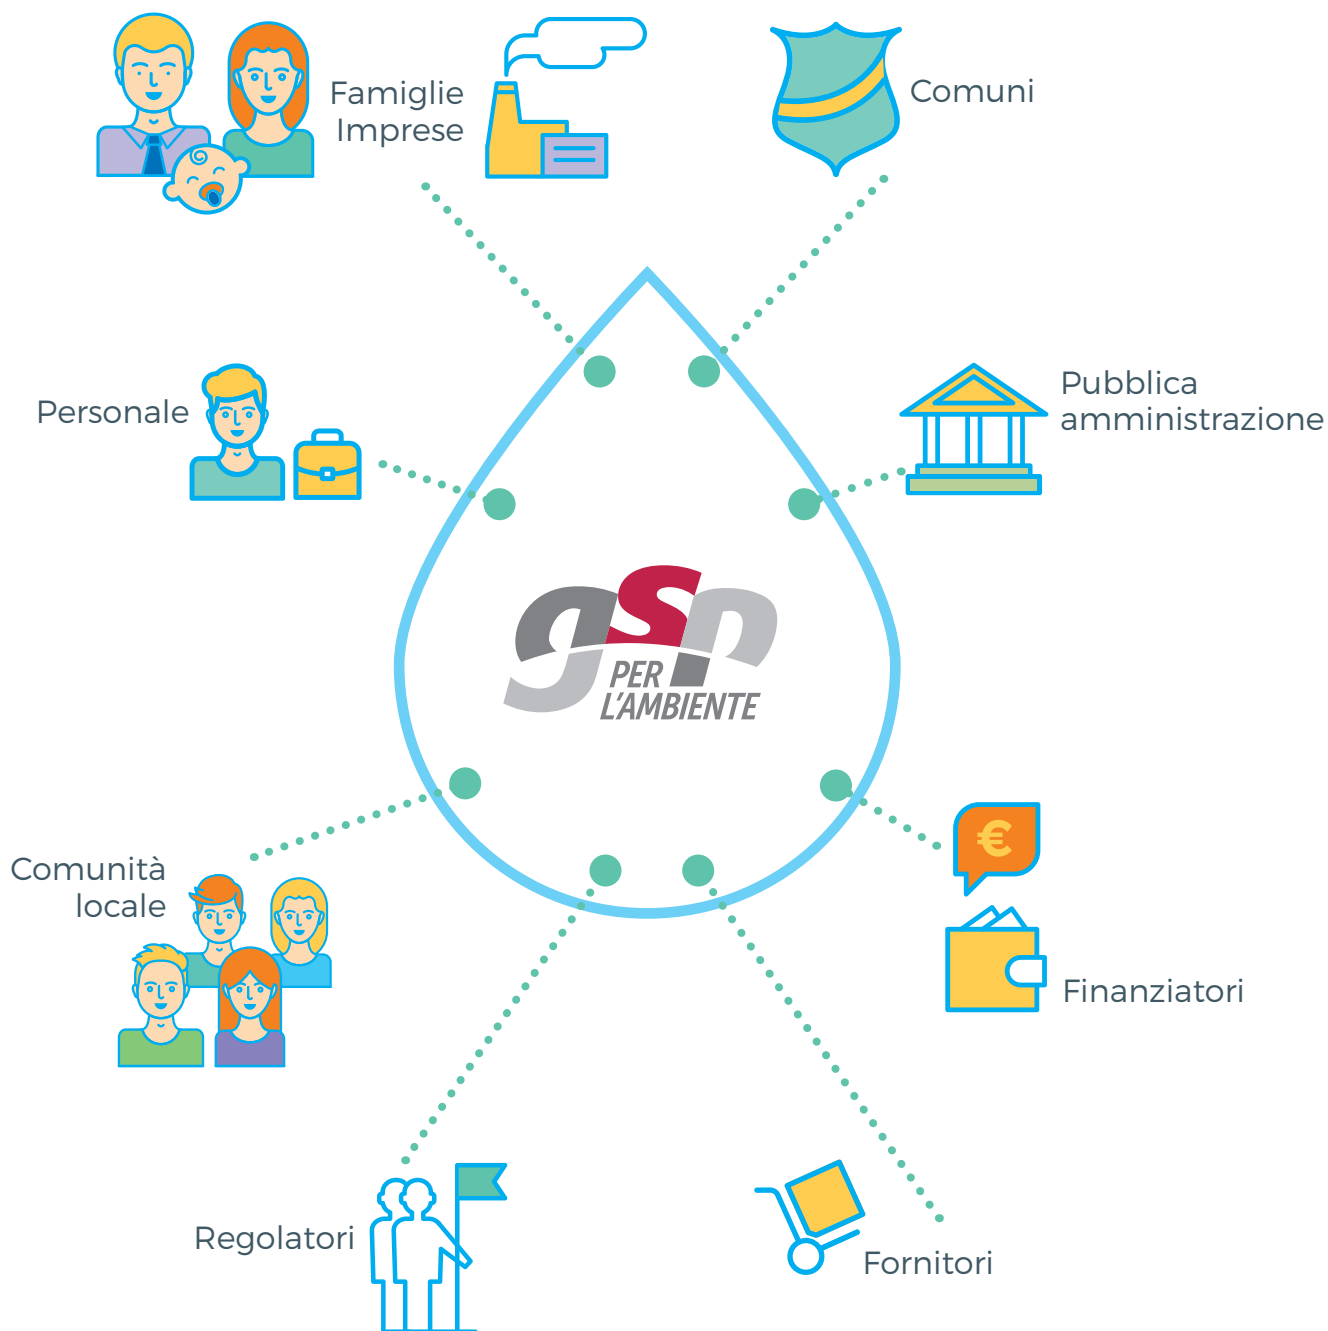 Famiglie
Imprese
Comuni
Personale
Pubblica
amministrazione
gsp
PER
L'AMBIENTE
€
Comunità
locale
Finanziatori
Regolatori
Fornitori